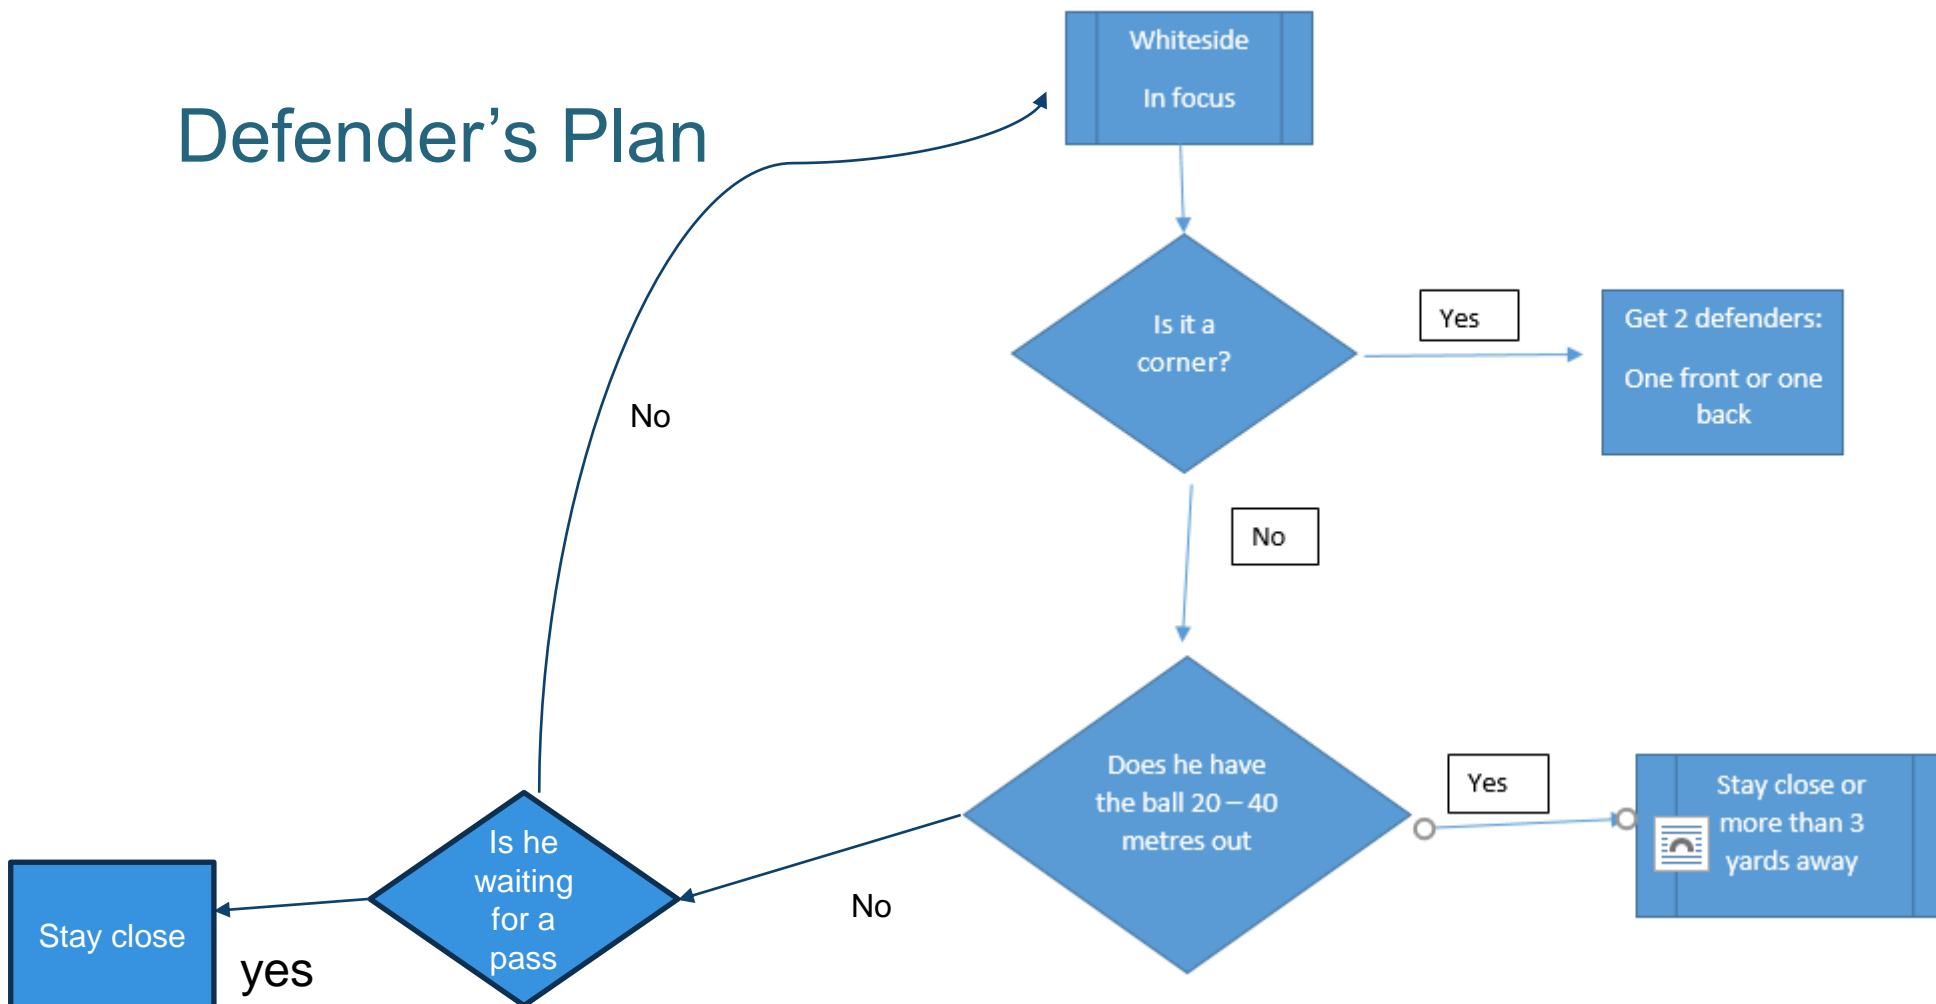 Defender’s Plan
Whiteside
In focus
Is it a
corner?
Yes
Get 2 defenders:
One front or one
back
No
No
Does he have
the ball 20 – 40
metres out
Yes
Stay close or
more than 3
yards away
No
Is he
waiting
for a
pass
yes
Stay close